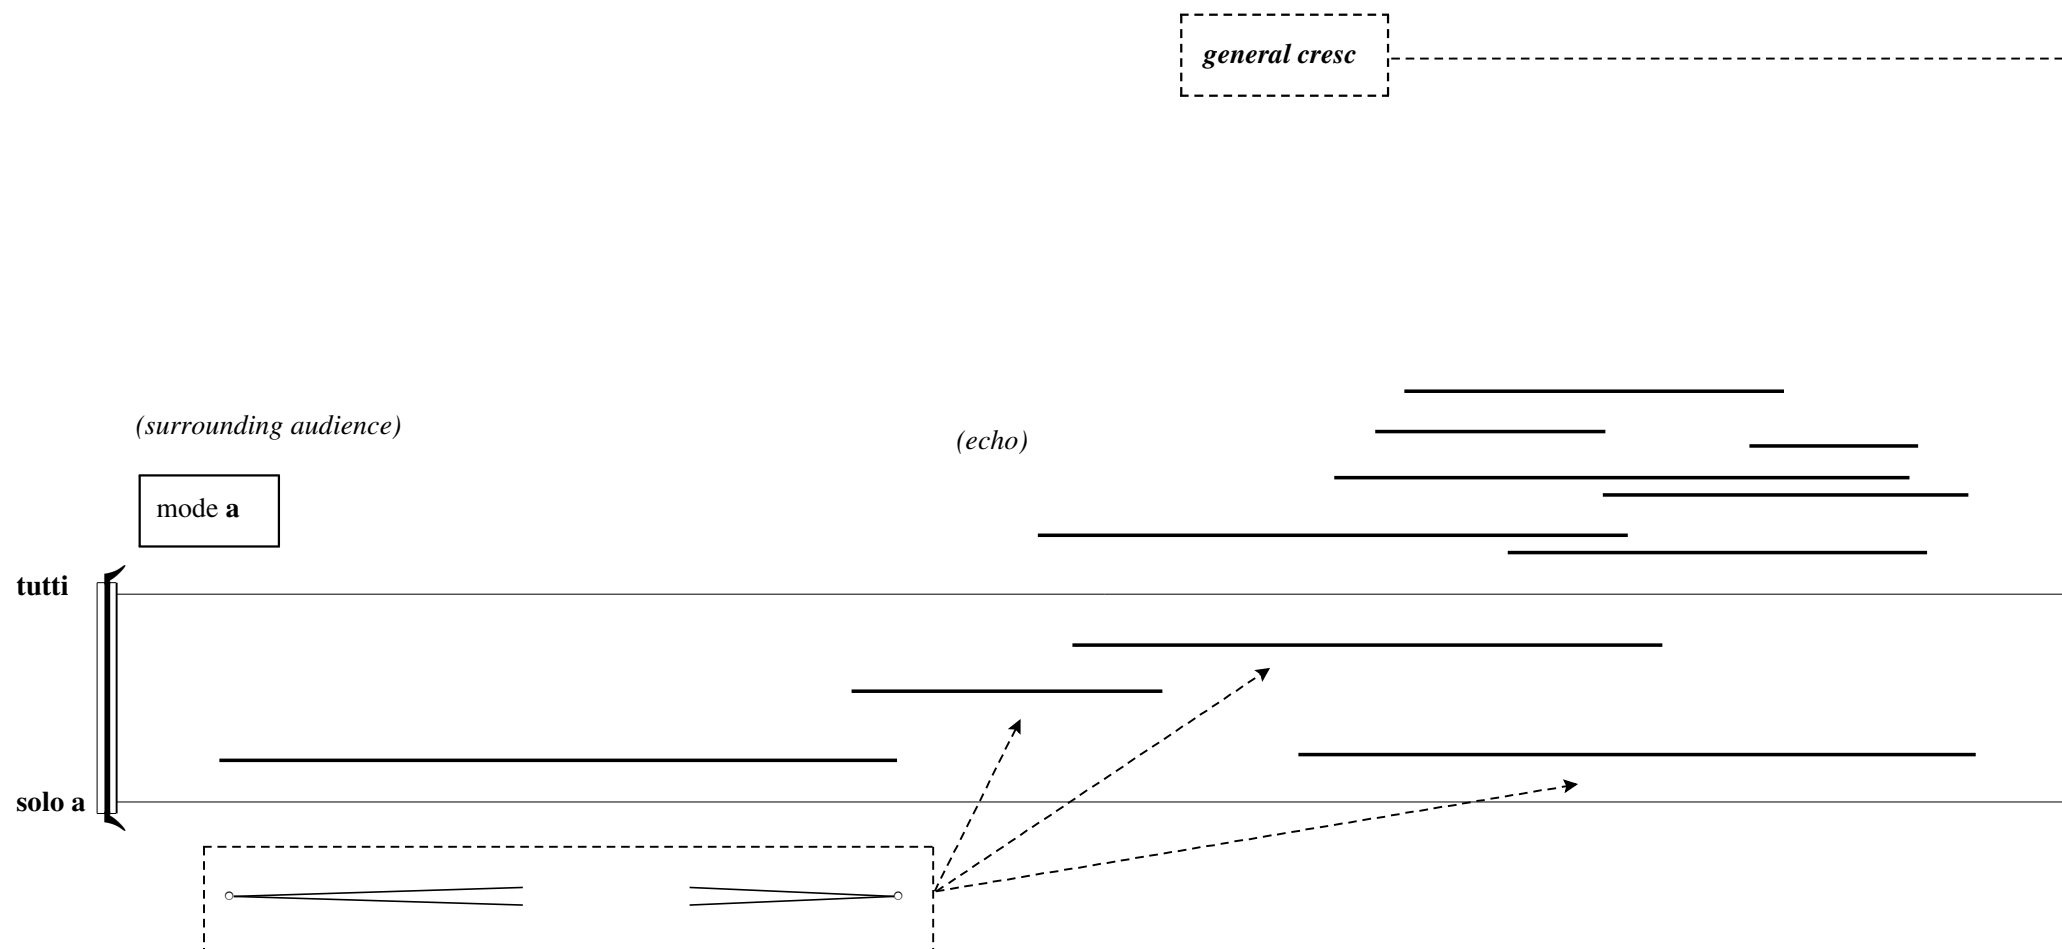 general cresc
(surrounding audience)
(echo)
mode a
tutti
solo a